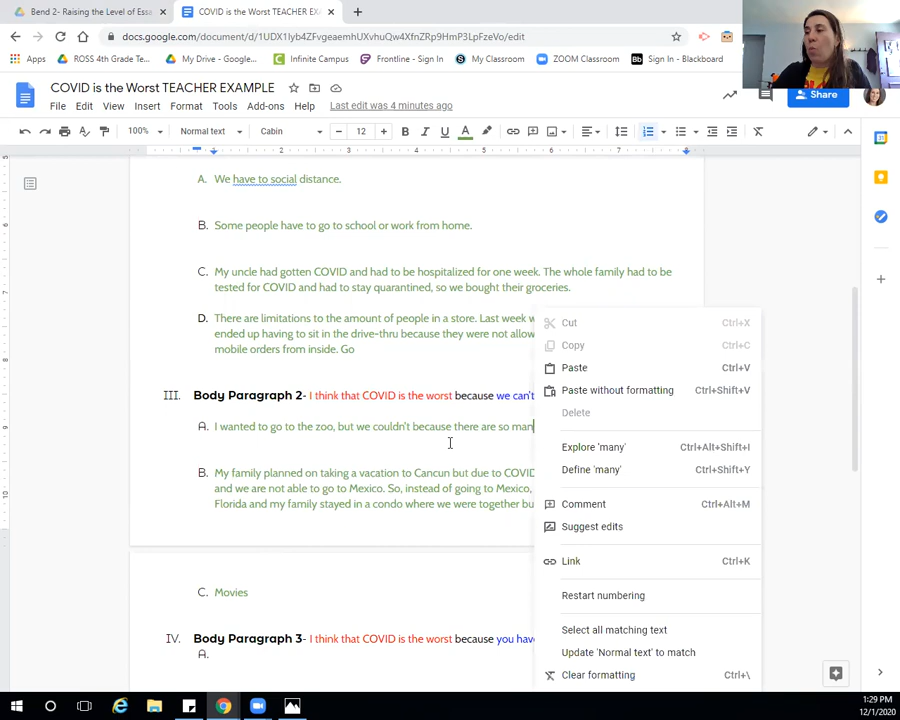 Bend 2- Raising the Level of Essa
COVID is the Worst TEACHER EXAMPLE
docs.google.com/document/d/1UDX1Iyb4ZFvgeaemhUXvhuQw4XfnZRp9HmP3LpFzeVo/edit
Apps
ROSS 4th Grade Te...
My Drive - Google...
Infinite Campus
Frontline - Sign In
My Classroom
ZOOM Classroom
Bb Sign In - Blackboard
COVID is the Worst TEACHER EXAMPLE
Share
File Edit View Insert Format Tools Add-ons Help Last edit was 4 minutes ago
100% Normal text Cabin 12 B I U A
2 3 4 5 6 7
A. We have to social distance.
B. Some people have to go to school or work from home.
C. My uncle had gotten COVID and had to be hospitalized for one week. The whole family had to be
tested for COVID and had to stay quarantined, so we bought their groceries.
D. There are limitations to the amount of people in a store. Last week w
ended up having to sit in the drive-thru because they were not allow
mobile orders from inside. Go
III. Body Paragraph 2- I think that COVID is the worst because we can't
A. I wanted to go to the zoo, but we couldn't because there are so man
B. My family planned on taking a vacation to Cancun but due to COVID
and we are not able to go to Mexico. So, instead of going to Mexico,
Florida and my family stayed in a condo where we were together bu
C. Movies
IV. Body Paragraph 3- I think that COVID is the worst because you have
A.
Cut Ctrl+X
Copy Ctrl+C
Paste Ctrl+V
Paste without formatting Ctrl+Shift+V
Delete
Explore 'many' Ctrl+Alt+Shift+I
Define 'many' Ctrl+Shift+Y
Comment Ctrl+Alt+M
Suggest edits
Link Ctrl+K
Restart numbering
Select all matching text
Update 'Normal text' to match
Clear formatting Ctrl+\
1:29 PM
12/1/2020